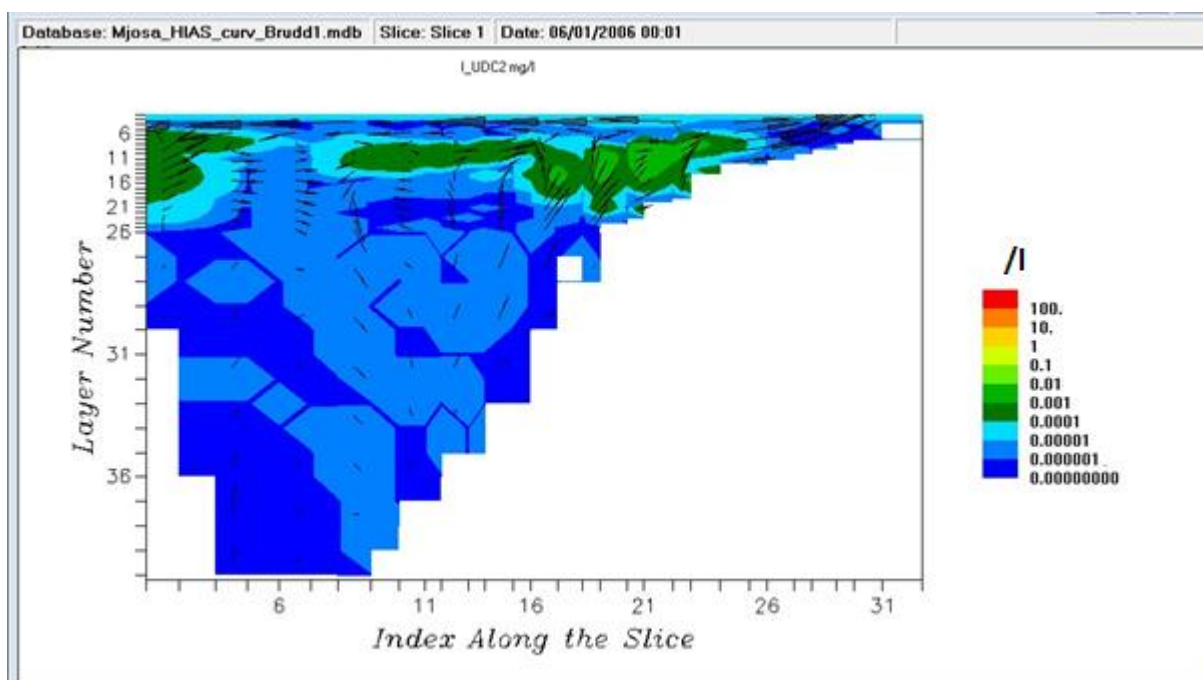 Database: Mjosa_HIAS_curv_Brudd1.mdb Slice: Slice 1 Date: 06/01/2006 00:01
I_UDC2 mg/l
6
11
16
21
26
31
36
Layer Number
6 11 16 21 26 31
Index Along the Slice
/l
100.
10.
1
0.1
0.01
0.001
0.0001
0.00001
0.000001
0.00000000